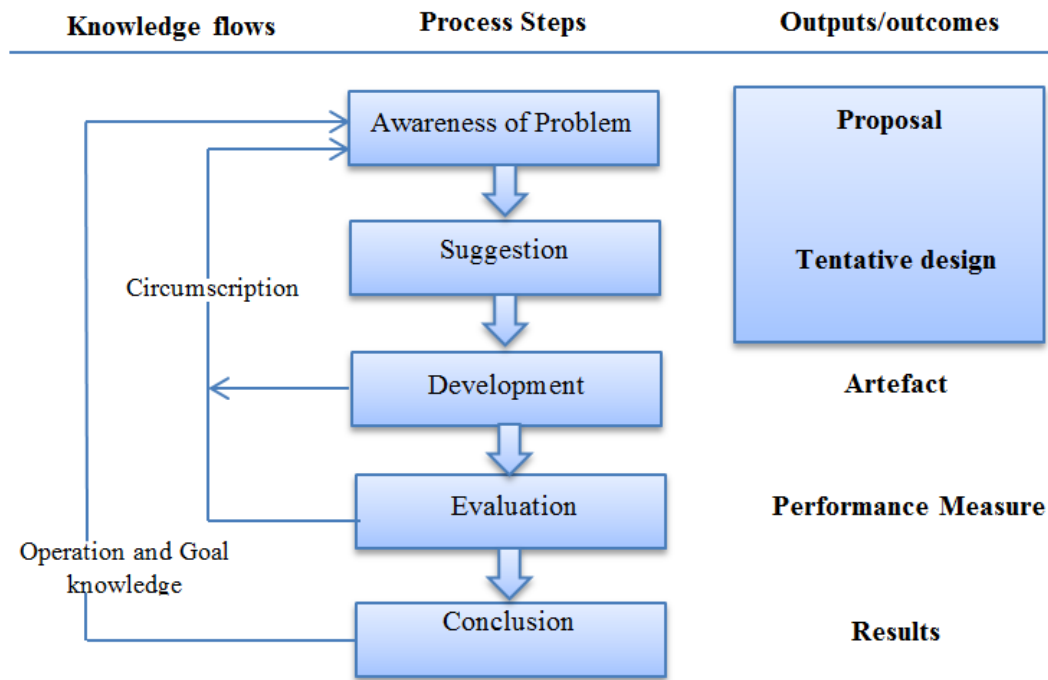 Knowledge flows
Process Steps
Outputs/outcomes
Awareness of Problem
Proposal
Suggestion
Tentative design
Circumscription
Development
Artefact
Evaluation
Performance Measure
Operation and Goal
knowledge
Conclusion
Results